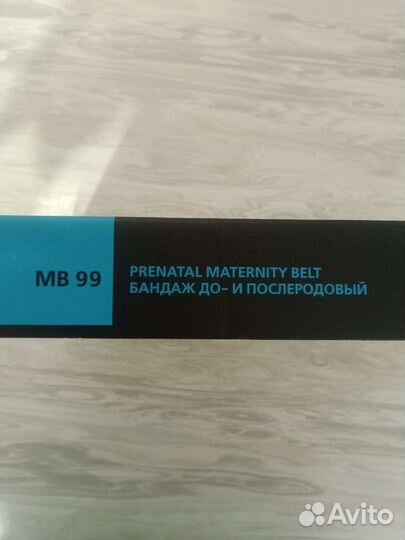 MB 99
PRENATAL MATERNITY BELT
БАНДАЖ ДО- И ПОСЛЕРОДОВЫЙ
Avito